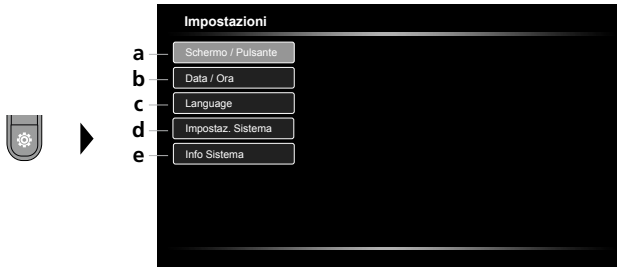 Impostazioni
a Schermo / Pulsante
b Data / Ora
c Language
d Impostaz. Sistema
e Info Sistema